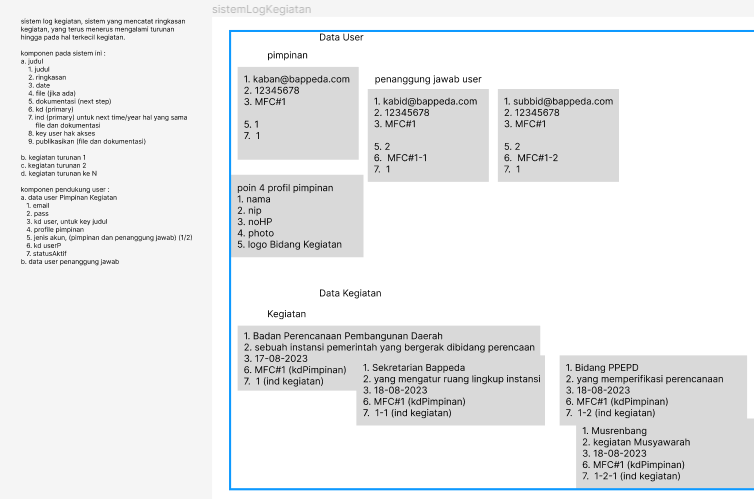 sistemLogKegiatan
sistem log kegiatan, sistem yang mencatat ringkasan
kegiatan, yang terus menerus mengalami turunan
hingga pada hal terkecil kegiatan.
komponen pada sistem ini :
a. judul
1. judul
2. ringkasan
3. date
4. file (jika ada)
5. dokumentasi (next step)
6. kd (primary)
7. ind (primary) untuk next time/year hal yang sama
file dan dokumentasi
8. key user hak akses
9. publikasikan (file dan dokumentasi)
b. kegiatan turunan 1
c. kegiatan turunan 2
d. kegiatan turunan ke N
komponen pendukung user :
a. data user Pimpinan Kegiatan
1. email
2. pass
3. kd user, untuk key judul
4. profile pimpinan
5. jenis akun, (pimpinan dan penanggung jawab) (1/2)
6. kd userP
7. statusAktif
b. data user penanggung jawab
Data User
pimpinan
1. kaban@bappeda.com
2. 12345678
3. MFC#1
5. 1
7. 1
penanggung jawab user
1. kabid@bappeda.com
2. 12345678
3. MFC#1
5. 2
6. MFC#1-1
7. 1
1. subbid@bappeda.com
2. 12345678
3. MFC#1
5. 2
6. MFC#1-2
7. 1
poin 4 profil pimpinan
1. nama
2. nip
3. noHP
4. photo
5. logo Bidang Kegiatan
Data Kegiatan
Kegiatan
1. Badan Perencanaan Pembangunan Daerah
2. sebuah instansi pemerintah yang bergerak dibidang perencaan
3. 17-08-2023
6. MFC#1 (kdPimpinan)
7. 1 (ind kegiatan)
1. Sekretarian Bappeda
2. yang mengatur ruang lingkup instansi
3. 18-08-2023
6. MFC#1 (kdPimpinan)
7. 1-1 (ind kegiatan)
1. Bidang PPEPD
2. yang memperifikasi perencanaan
3. 18-08-2023
6. MFC#1 (kdPimpinan)
7. 1-2 (ind kegiatan)
1. Musrenbang
2. kegiatan Musyawarah
3. 18-08-2023
6. MFC#1 (kdPimpinan)
7. 1-2-1 (ind kegiatan)